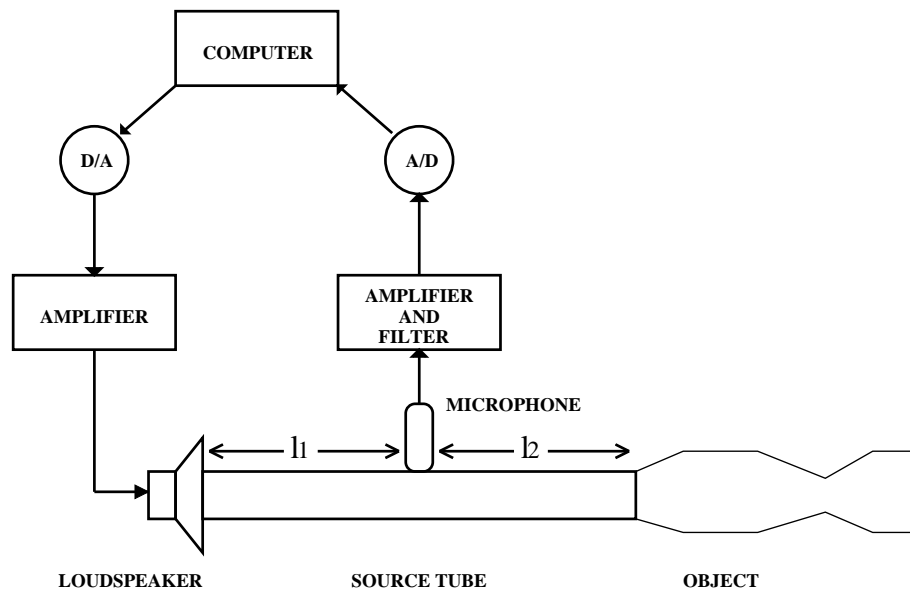 COMPUTER
D/A
A/D
AMPLIFIER
AMPLIFIER
AND
FILTER
MICROPHONE
l1
l2
LOUDSPEAKER
SOURCE TUBE
OBJECT